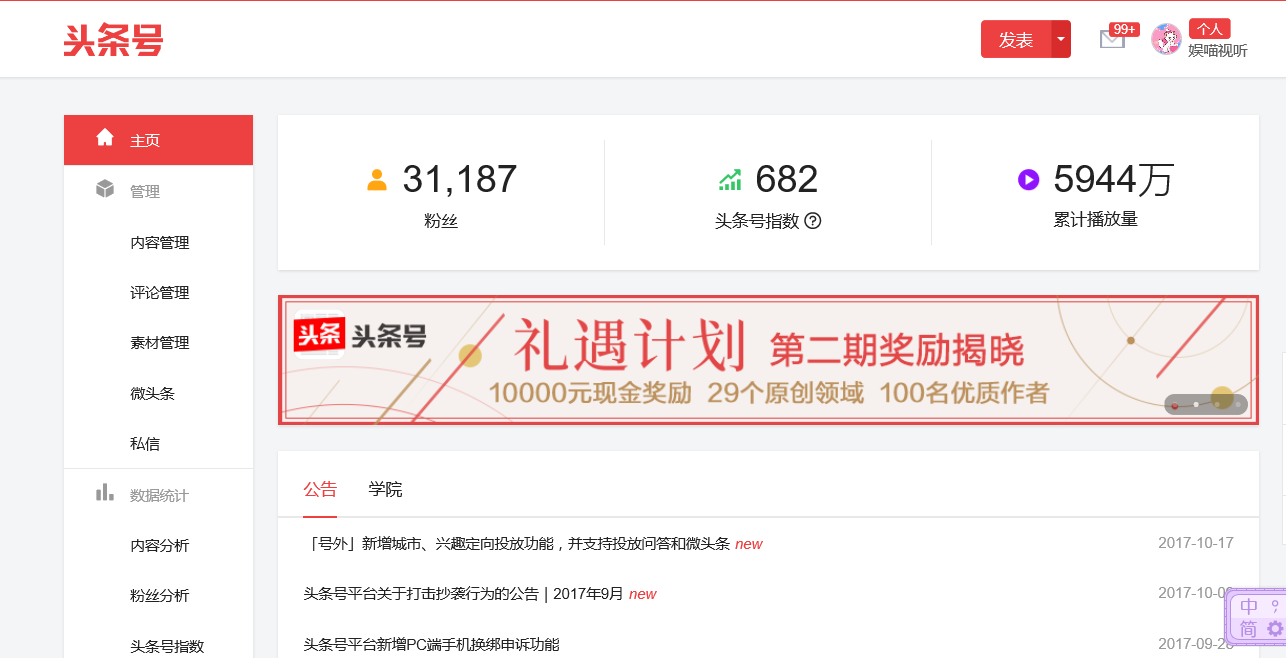 头条号
发表
99+
个人
娱喵视听
主页
管理
内容管理
评论管理
素材管理
微头条
私信
数据统计
内容分析
粉丝分析
头条号指数
31,187
粉丝
682
头条号指数
5944万
累计播放量
头条 头条号
礼遇计划 第二期奖励揭晓
10000元现金奖励 29个原创领域 100名优质作者
公告 学院
「号外」新增城市、兴趣定向投放功能，并支持投放问答和微头条 new 2017-10-17
头条号平台关于打击抄袭行为的公告 | 2017年9月 new 2017-10-0
头条号平台新增PC端手机换绑申诉功能 2017-09-28
中
简